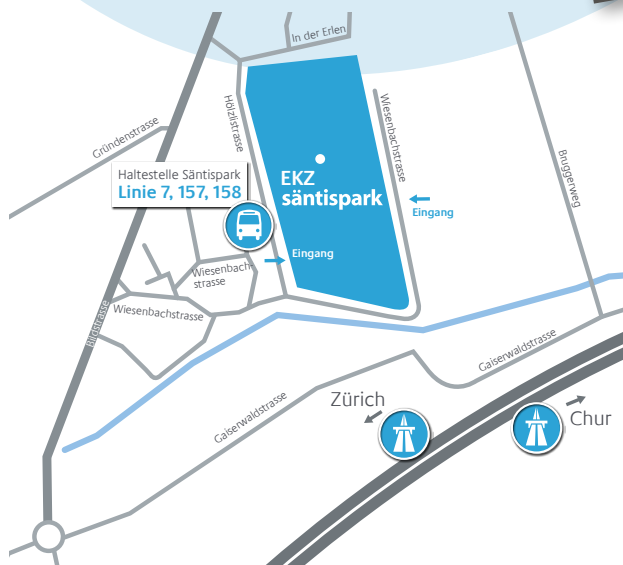 In der Erlen
Gründenstrasse
Hölzlistrasse
Wiesenbachstrasse
Bruggerweg
Haltestelle Säntispark
Linie 7, 157, 158
EKZ
säntispark
Eingang
Eingang
Wiesenbach-
strasse
Wiesenbachstrasse
Bildstrasse
Gaiserwaldstrasse
Gaiserwaldstrasse
Zürich
Chur